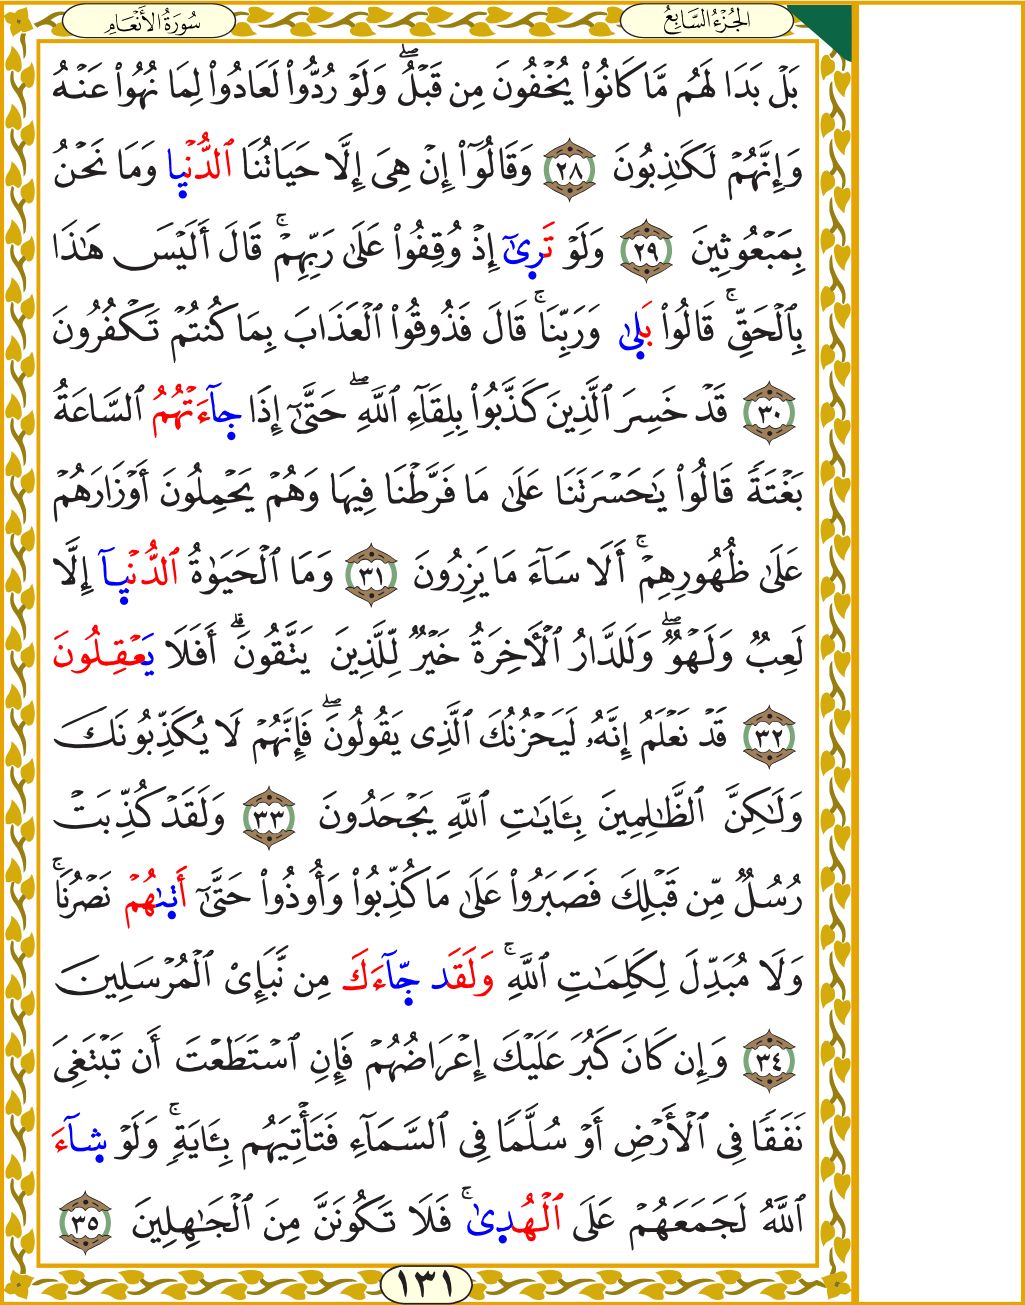 الجُزْءُ السَّابِعُ
سُورَةُ الأَنْعَامِ
بَلْ بَدَا لَهُم مَّا كَانُوا۟ يُخْفُونَ مِن قَبْلُ ۖ وَلَوْ رُدُّوا۟ لَعَادُوا۟ لِمَا نُهُوا۟ عَنْهُ
وَإِنَّهُمْ لَكَـٰذِبُونَ ٢٨ وَقَالُوٓا۟ إِنْ هِىَ إِلَّا حَيَاتُنَا ٱلدُّنْيٜا وَمَا نَحْنُ
بِمَبْعُوثِينَ ٢٩ وَلَوْ تَرٜىٰٓ إِذْ وُقِفُوا۟ عَلَىٰ رَبِّهِمْ ۚ قَالَ أَلَيْسَ هَـٰذَا
بِٱلْحَقِّ ۚ قَالُوا۟ بَلٜىٰ وَرَبِّنَا ۚ قَالَ فَذُوقُوا۟ ٱلْعَذَابَ بِمَا كُنتُمْ تَكْفُرُونَ
٣٠ قَدْ خَسِرَ ٱلَّذِينَ كَذَّبُوا۟ بِلِقَآءِ ٱللَّهِ ۖ حَتَّىٰٓ إِذَا جٜآءَتْهُمُ ٱلسَّاعَةُ
بَغْتَةً قَالُوا۟ يَـٰحَسْرَتَنَا عَلَىٰ مَا فَرَّطْنَا فِيهَا وَهُمْ يَحْمِلُونَ أَوْزَارَهُمْ
عَلَىٰ ظُهُورِهِمْ ۚ أَلَا سَآءَ مَا يَزِرُونَ ٣١ وَمَا ٱلْحَيَوٰةُ ٱلدُّنْيٜآ إِلَّا
لَعِبٌ وَلَهْوٌ ۖ وَلَلدَّارُ ٱلْـَٔاخِرَةُ خَيْرٌ لِّلَّذِينَ يَتَّقُونَ ۗ أَفَلَا يَعْقِلُونَ
٣٢ قَدْ نَعْلَمُ إِنَّهُۥ لَيَحْزُنُكَ ٱلَّذِى يَقُولُونَ ۖ فَإِنَّهُمْ لَا يُكَذِّبُونَكَ
وَلَـٰكِنَّ ٱلظَّـٰلِمِينَ بِـَٔايَـٰتِ ٱللَّهِ يَجْحَدُونَ ٣٣ وَلَقَدْ كُذِّبَتْ
رُسُلٌ مِّن قَبْلِكَ فَصَبَرُوا۟ عَلَىٰ مَا كُذِّبُوا۟ وَأُوذُوا۟ حَتَّىٰٓ أَتٜىٰهُمْ نَصْرُنَا ۚ
وَلَا مُبَدِّلَ لِكَلِمَـٰتِ ٱللَّهِ ۚ وَلَقَد جّٜآءَكَ مِن نَّبَإِى۟ ٱلْمُرْسَلِينَ
٣٤ وَإِن كَانَ كَبُرَ عَلَيْكَ إِعْرَاضُهُمْ فَإِنِ ٱسْتَطَعْتَ أَن تَبْتَغِىَ
نَفَقًا فِى ٱلْأَرْضِ أَوْ سُلَّمًا فِى ٱلسَّمَآءِ فَتَأْتِيَهُم بِـَٔايَةٍ ۚ وَلَوْ شٜآءَ
ٱللَّهُ لَجَمَعَهُمْ عَلَى ٱلْهُدٜىٰ ۚ فَلَا تَكُونَنَّ مِنَ ٱلْجَـٰهِلِينَ ٣٥
١٣١